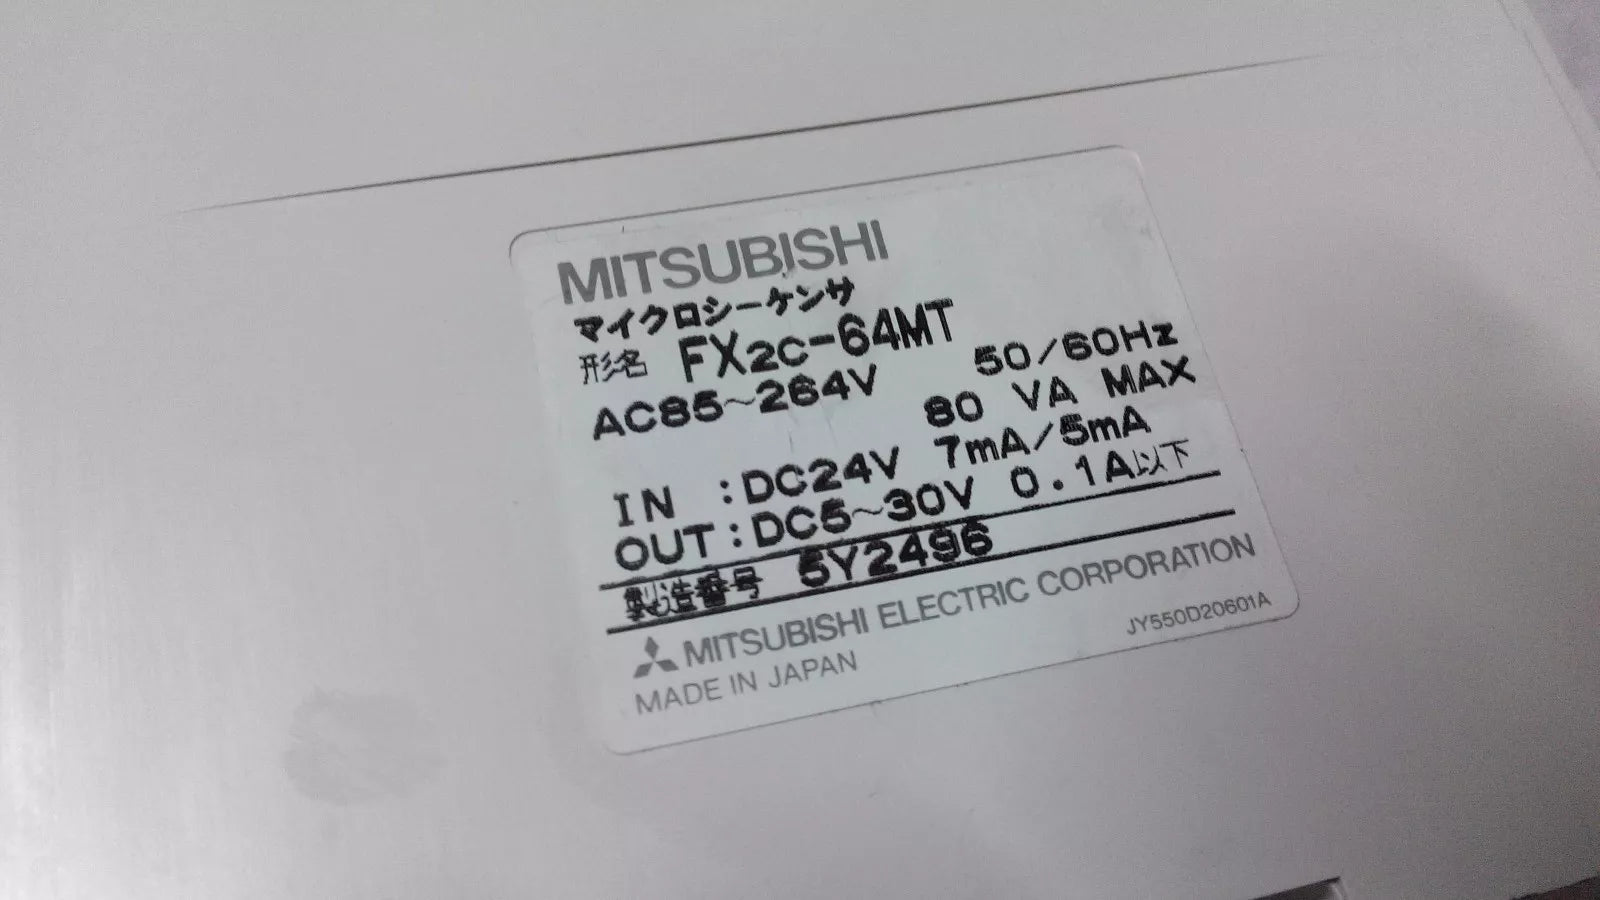 MITSUBISHI
マイクロシーケンサ
形名 FX2C-64MT
AC85~264V 50/60Hz
80 VA MAX
IN :DC24V 7mA/5mA
OUT:DC5~30V 0.1A以下
製造番号 5Y2496
MITSUBISHI ELECTRIC CORPORATION
MADE IN JAPAN JY550D20601A